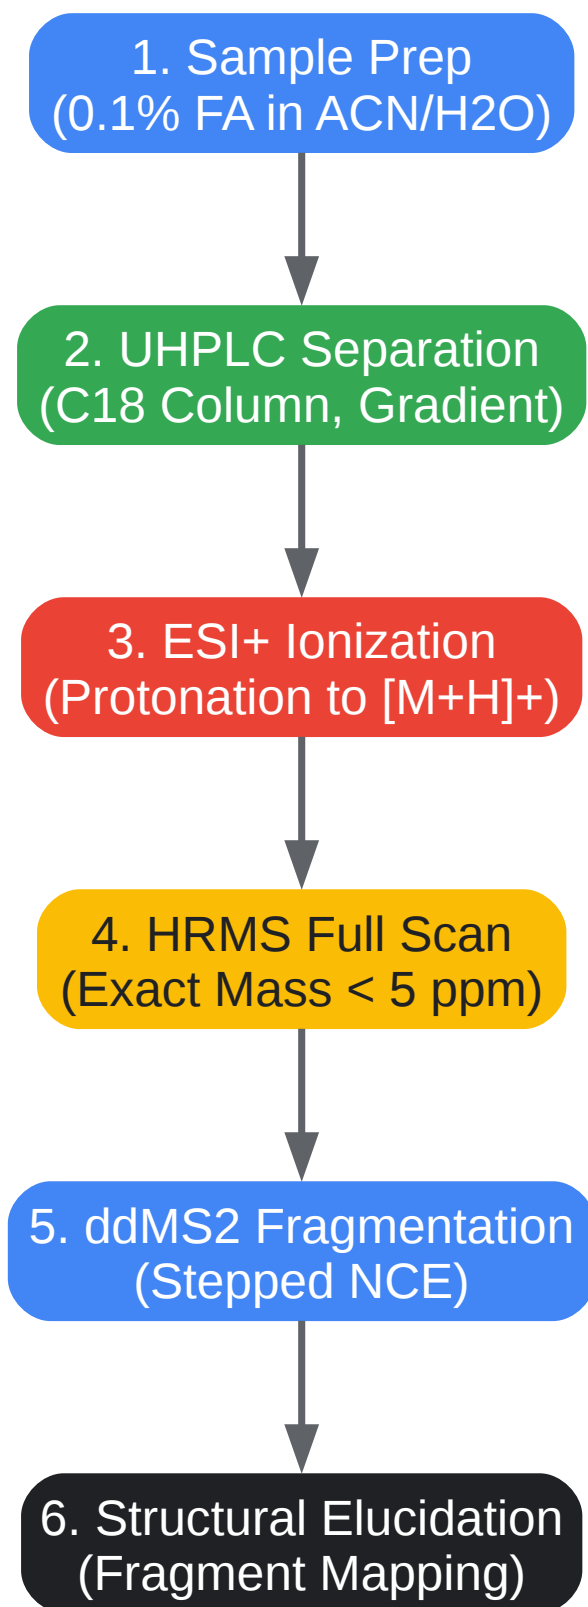 1. Sample Prep
(0.1% FA in ACN/H2O)
2. UHPLC Separation
(C18 Column, Gradient)
3. ESI+ Ionization
(Protonation to [M+H]+)
4. HRMS Full Scan
(Exact Mass < 5 ppm)
5. ddMS2 Fragmentation
(Stepped NCE)
6. Structural Elucidation
(Fragment Mapping)